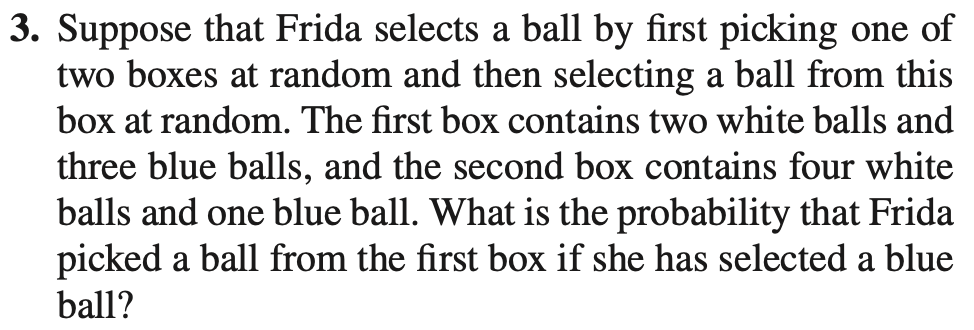 3. Suppose that Frida selects a ball by first picking one of
two boxes at random and then selecting a ball from this
box at random. The first box contains two white balls and
three blue balls, and the second box contains four white
balls and one blue ball. What is the probability that Frida
picked a ball from the first box if she has selected a blue
ball?